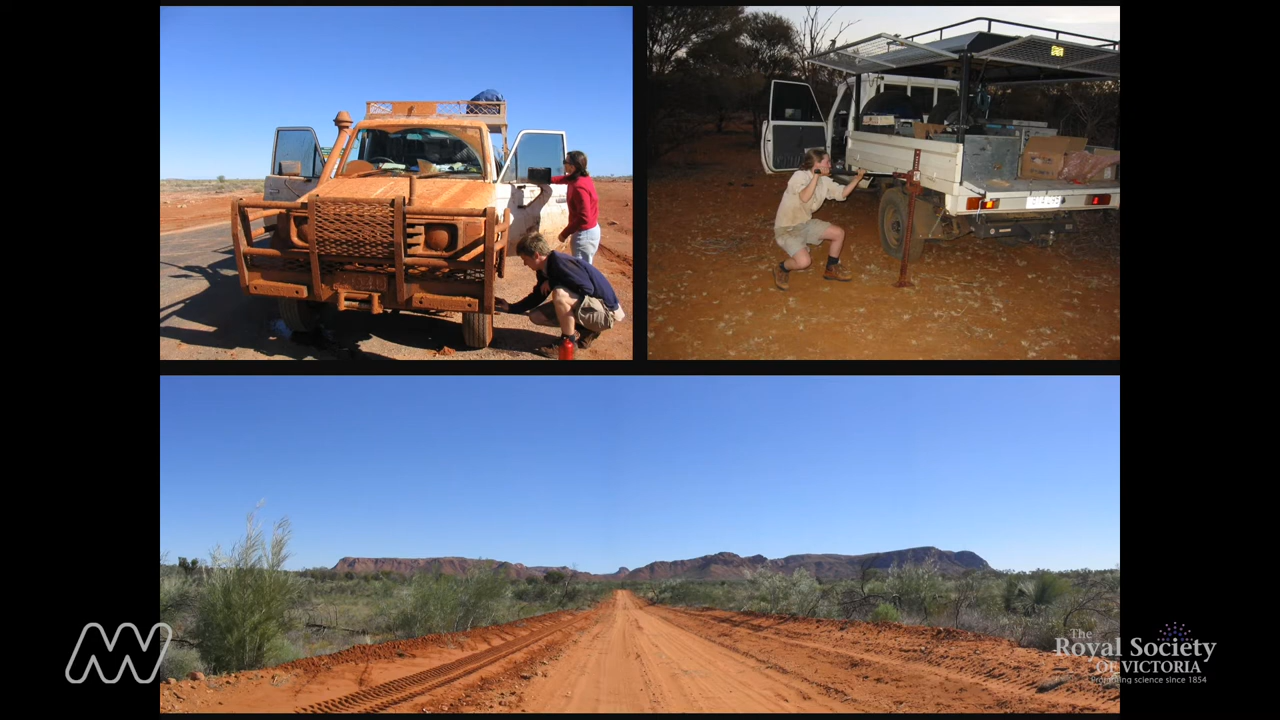 The
Royal Society
OF VICTORIA
Promoting science since 1854